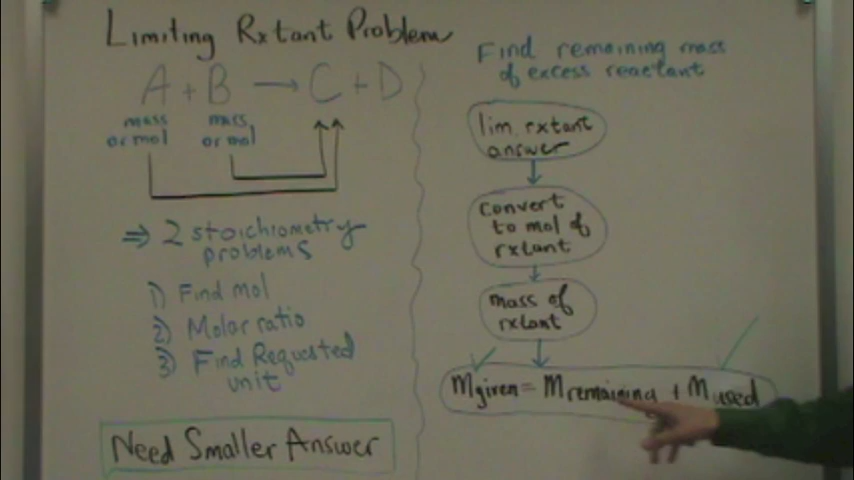 Limiting Rxtant Problem
A + B → C + D
mass or mol
mass or mol
⇒ 2 stoichiometry
problems
1) Find mol
2) Molar ratio
3) Find Requested
unit
Need Smaller Answer
Find remaining mass
of excess reactant
lim. rxtant
answer
convert
to mol of
rxtant
mass of
rxtant
Mgiven = Mremaining + Mused